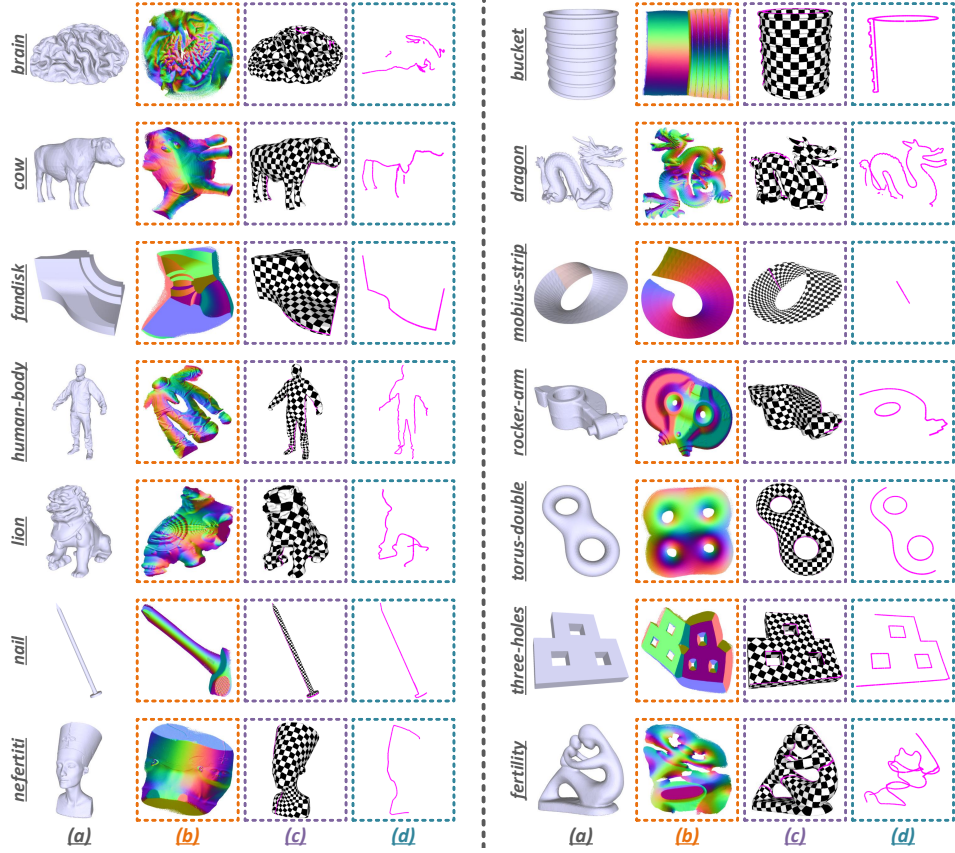 brain
cow
fandisk
human-body
lion
nail
nefertiti
(a)
(b)
(c)
(d)
bucket
dragon
mobius-strip
rocker-arm
torus-double
three-holes
fertility
(a)
(b)
(c)
(d)